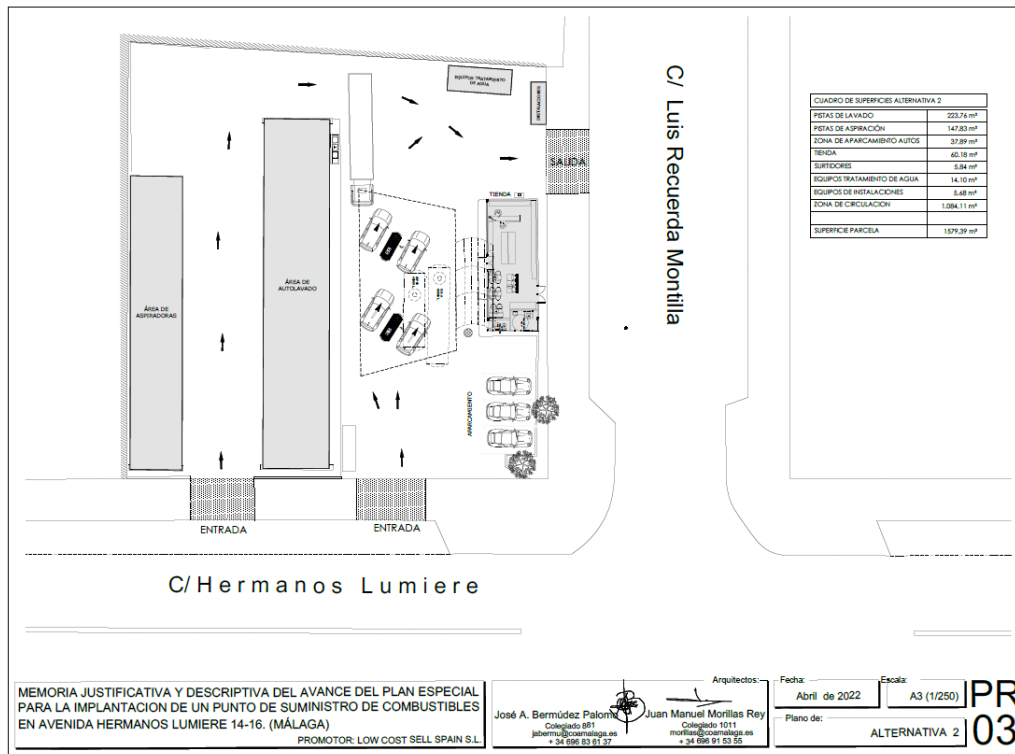 EQUIPOS TRATAMIENTO
DE AGUA
INSTALACIONES
SALIDA
TIENDA
ÁREA DE
ASPIRADORAS
ÁREA DE
AUTOLAVADO
APARCAMIENTO
ENTRADA
ENTRADA
C/ Luis Recuerda Montilla
C/ Hermanos Lumiere
CUADRO DE SUPERFICIES ALTERNATIVA 2
PISTAS DE LAVADO 223,76 m²
PISTAS DE ASPIRACIÓN 147,83 m²
ZONA DE APARCAMIENTO AUTOS 37,89 m²
TIENDA 60,18 m²
SURTIDORES 5,84 m²
EQUIPOS TRATAMIENTO DE AGUA 14,10 m²
EQUIPOS DE INSTALACIONES 5,68 m²
ZONA DE CIRCULACION 1.084,11 m²
SUPERFICIE PARCELA 1579,39 m²
MEMORIA JUSTIFICATIVA Y DESCRIPTIVA DEL AVANCE DEL PLAN ESPECIAL
PARA LA IMPLANTACION DE UN PUNTO DE SUMINISTRO DE COMBUSTIBLES
EN AVENIDA HERMANOS LUMIERE 14-16. (MÁLAGA)
PROMOTOR: LOW COST SELL SPAIN S.L.
Arquitectos:
José A. Bermúdez Palomo
Colegiado 881
jabermu@coamalaga.es
+ 34 696 83 61 37
Juan Manuel Morillas Rey
Colegiado 1011
morillas@coamalaga.es
+ 34 696 91 53 55
Fecha:
Abril de 2022
Escala:
A3 (1/250)
Plano de:
ALTERNATIVA 2
PR
03